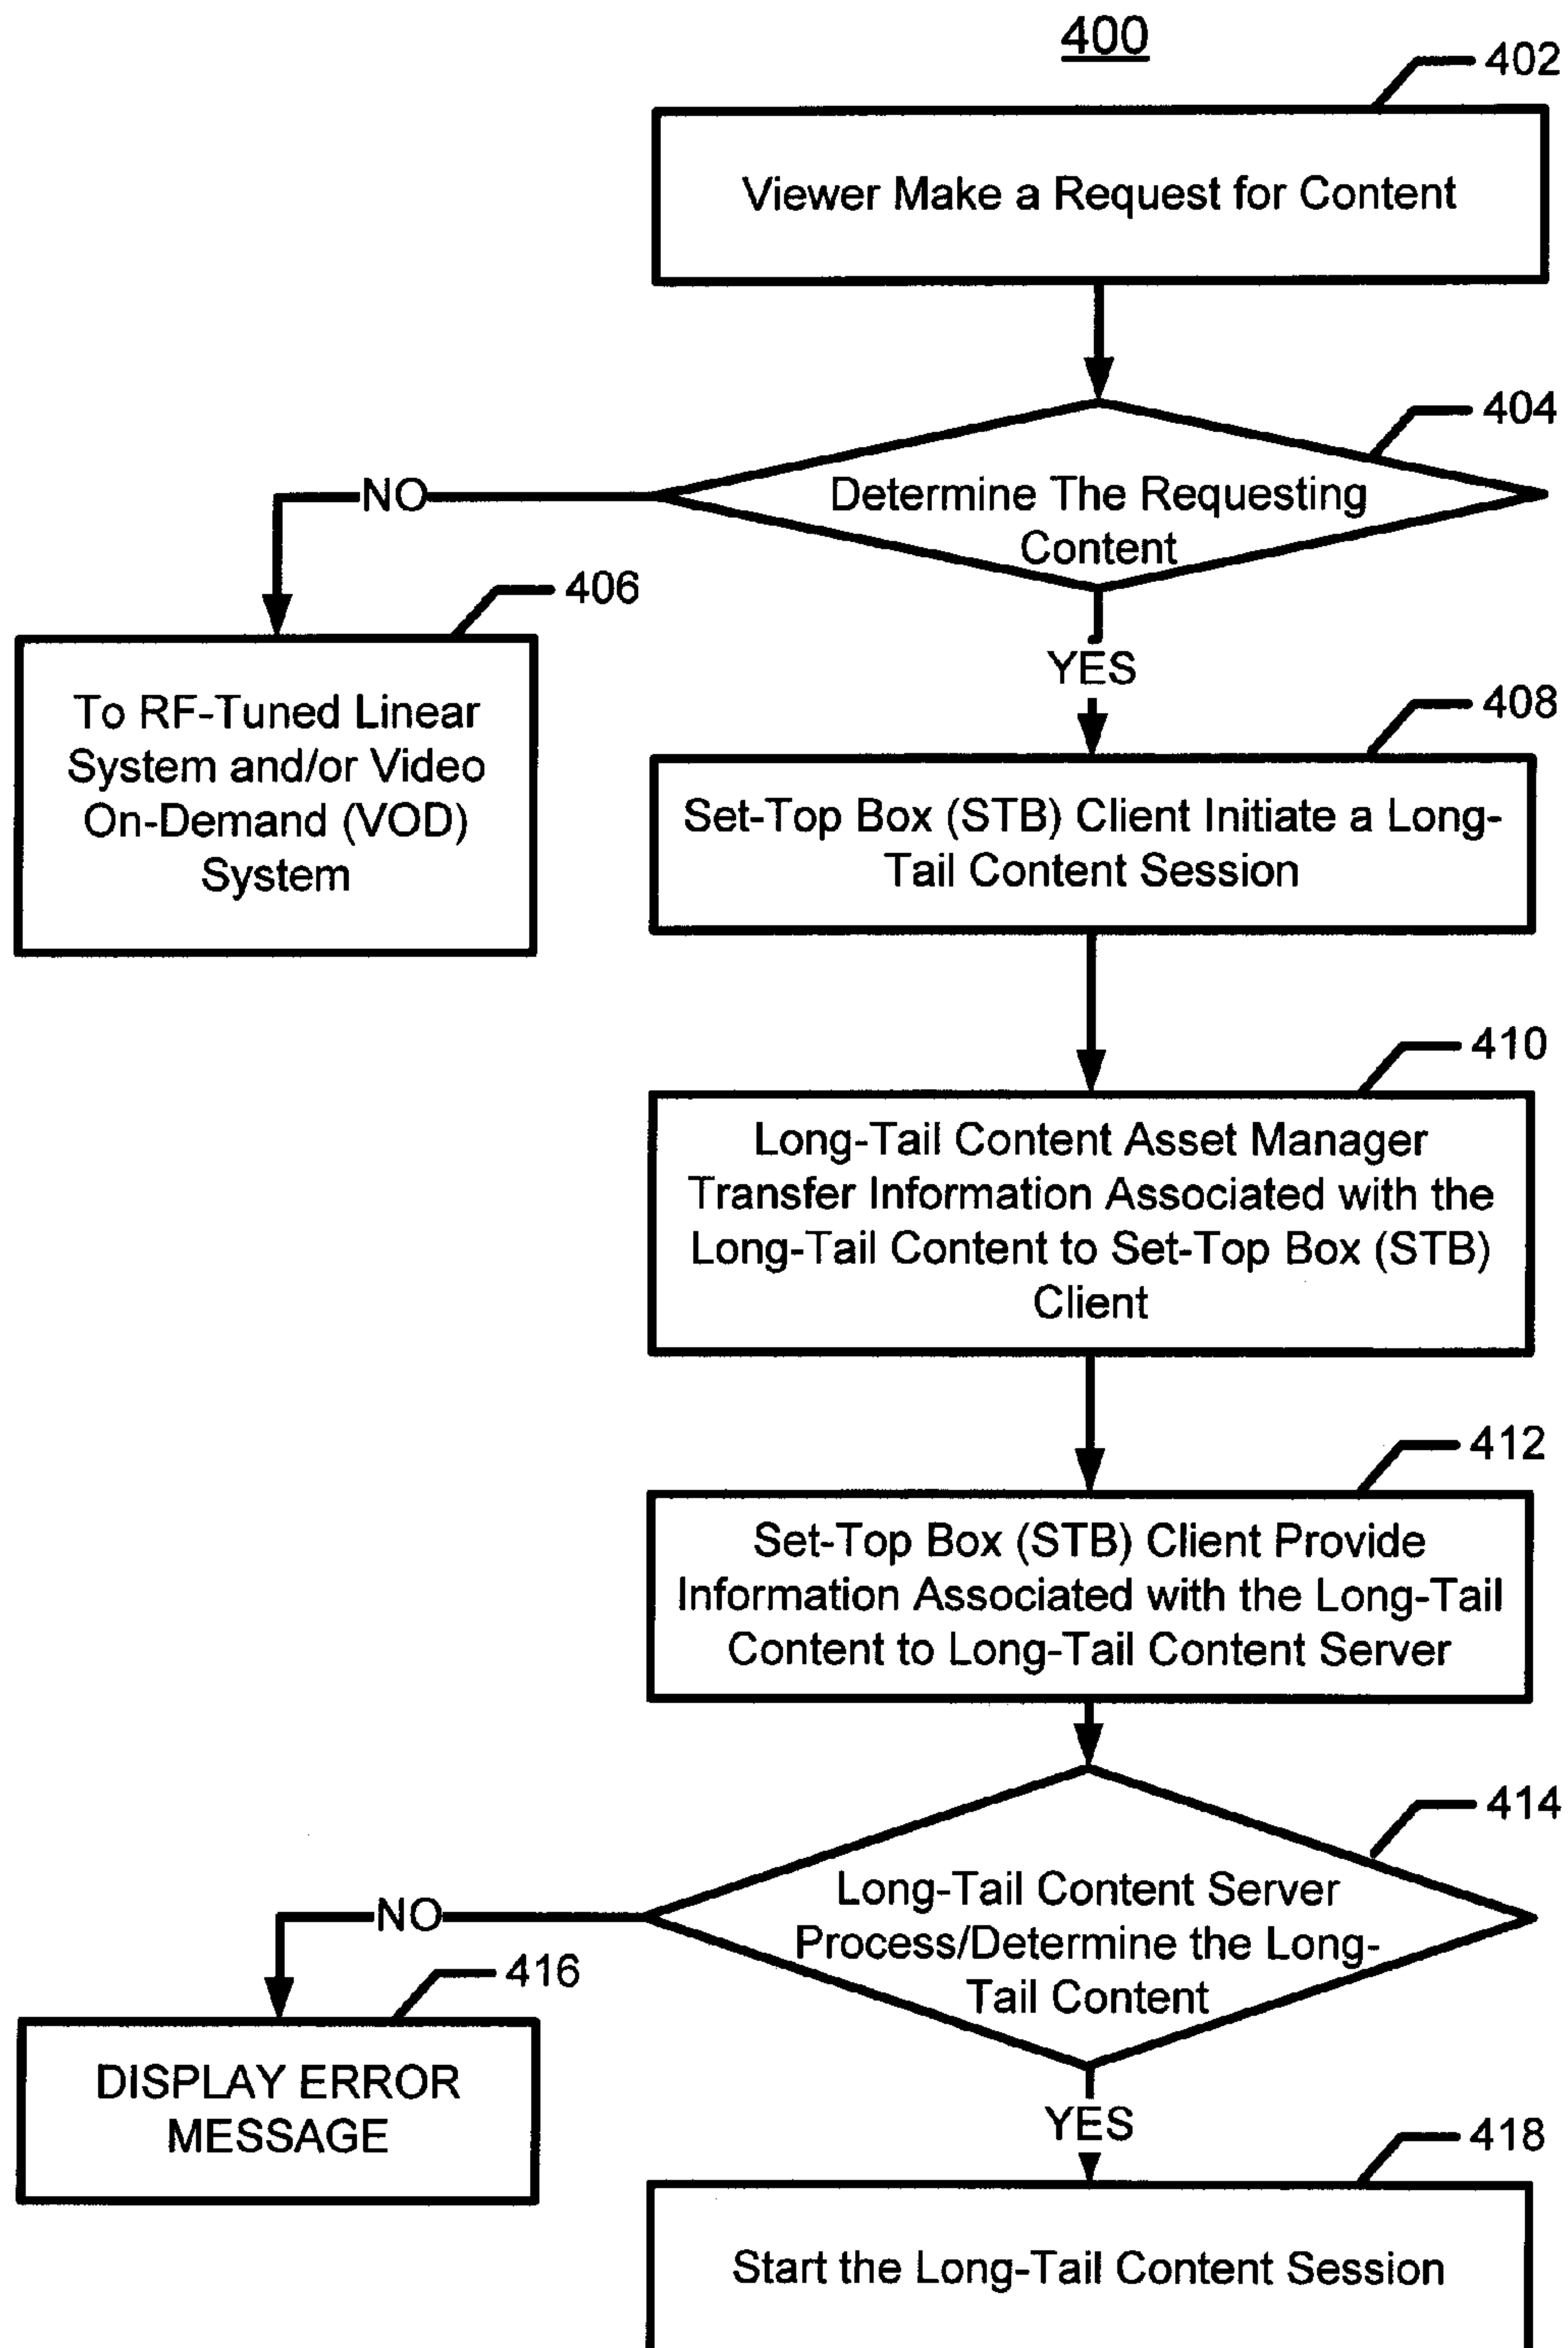 400
402
Viewer Make a Request for Content
404
Determine The Requesting
Content
NO
YES
406
To RF-Tuned Linear
System and/or Video
On-Demand (VOD)
System
408
Set-Top Box (STB) Client Initiate a Long-
Tail Content Session
410
Long-Tail Content Asset Manager
Transfer Information Associated with the
Long-Tail Content to Set-Top Box (STB)
Client
412
Set-Top Box (STB) Client Provide
Information Associated with the Long-Tail
Content to Long-Tail Content Server
414
Long-Tail Content Server
Process/Determine the Long-
Tail Content
NO
416
DISPLAY ERROR
MESSAGE
YES
418
Start the Long-Tail Content Session